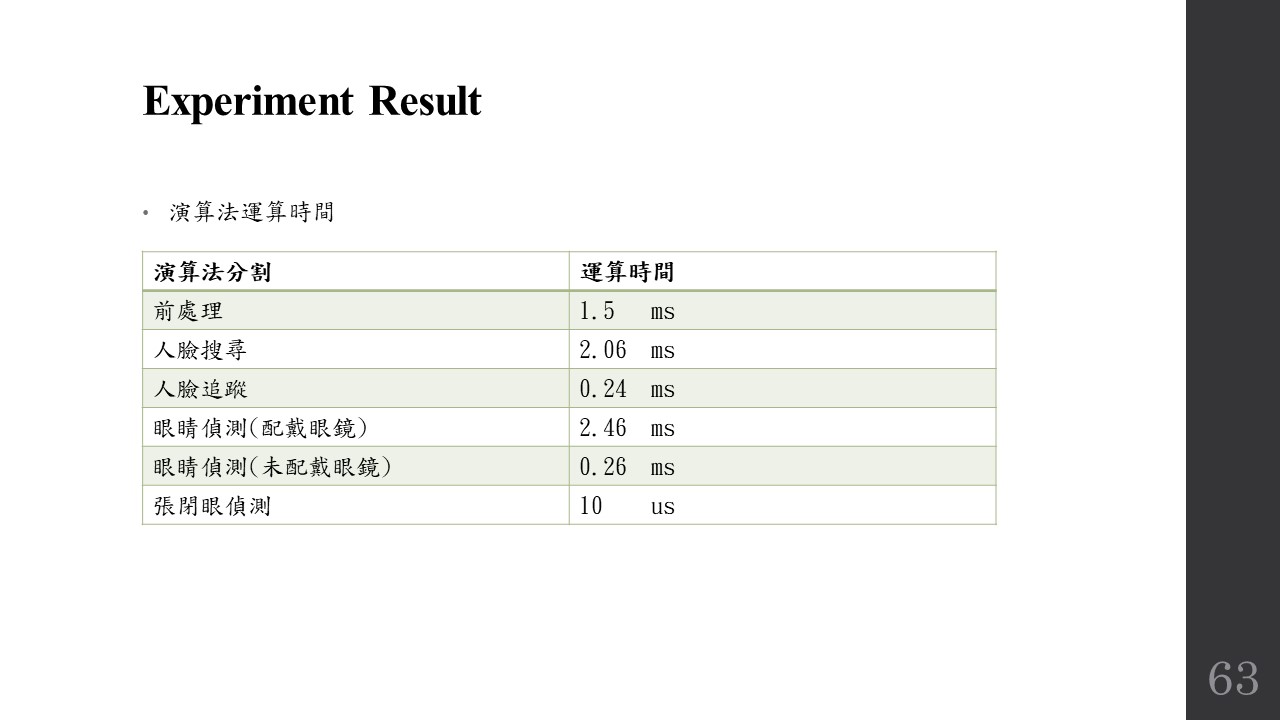 Experiment Result
• 演算法運算時間
演算法分割 運算時間
前處理 1.5 ms
人臉搜尋 2.06 ms
人臉追蹤 0.24 ms
眼睛偵測(配戴眼鏡) 2.46 ms
眼睛偵測(未配戴眼鏡) 0.26 ms
張閉眼偵測 10 us
63